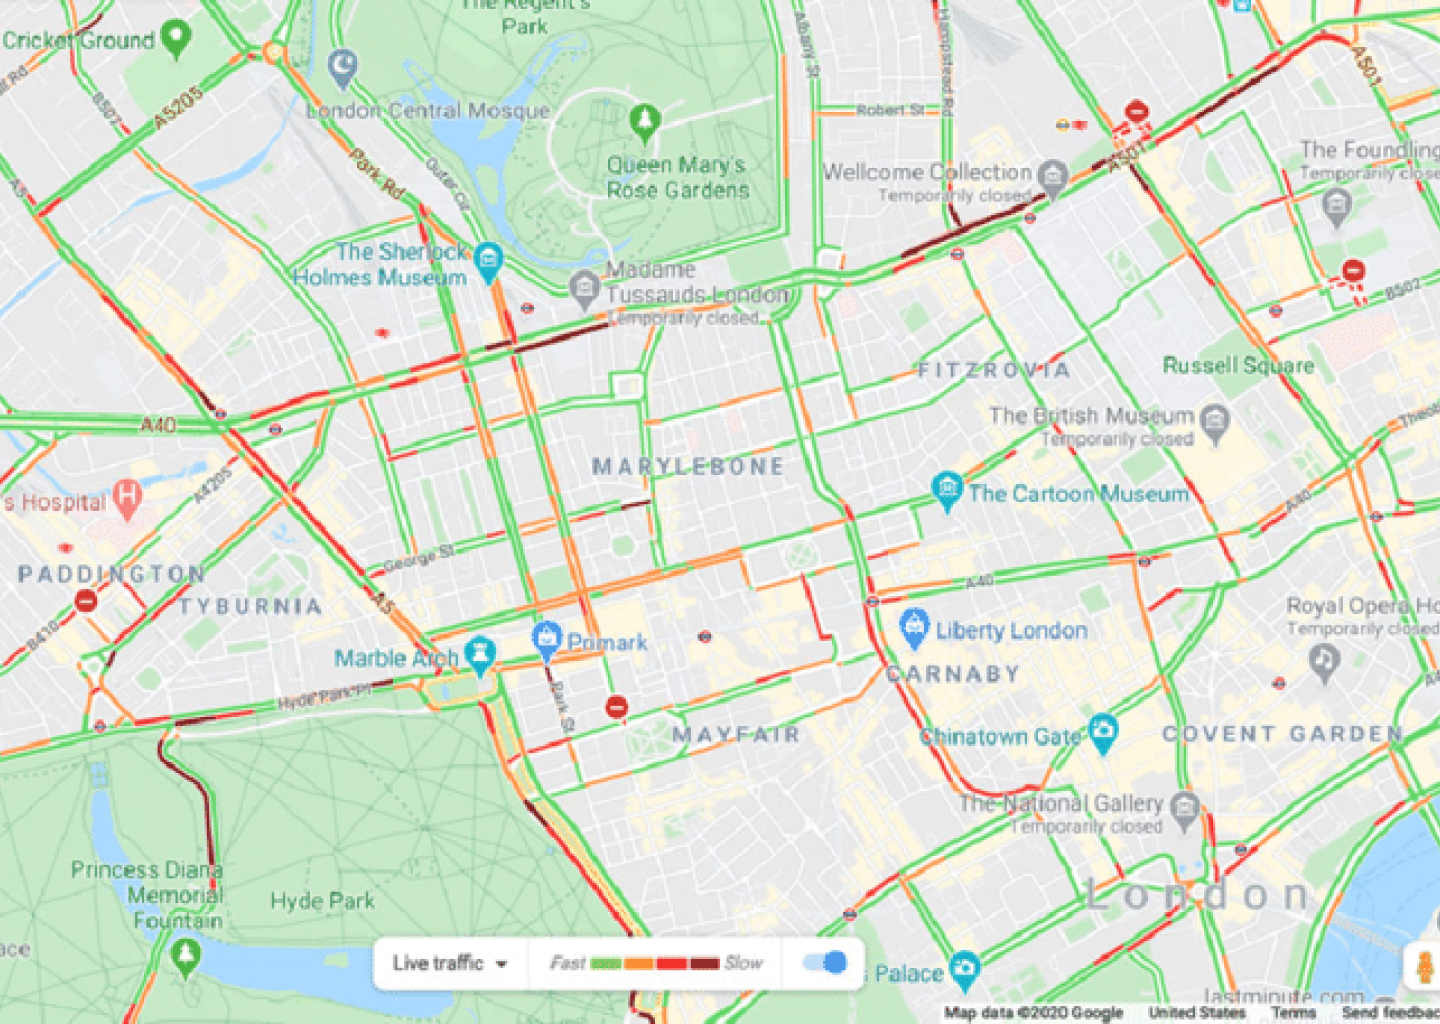 The Regent's
Park
Cricket Ground
London Central Mosque
Albany St
Hampstead Rd
A501
B507
A5205
Robert St
Park Rd
Outer Cir
Queen Mary's
Rose Gardens
Wellcome Collection
Temporarily closed
A501
The Foundling
Temporarily close
A5
The Sherlock
Holmes Museum
Madame
Tussauds London
Temporarily closed
B502
FITZROVIA
Russell Square
A40
The British Museum
Temporarily closed
Theob
MARYLEBONE
A4205
's Hospital
The Cartoon Museum
A40
George St
PADDINGTON
TYBURNIA
A5
A40
B410
Royal Opera Ho
Temporarily closed
Primark
Liberty London
Marble Arch
CARNABY
Hyde Park Pl
Park St
MAYFAIR
Chinatown Gate
COVENT GARDEN
The National Gallery
Temporarily closed
Princess Diana
Memorial
Fountain
Hyde Park
London
ace
Live traffic
Fast
Slow
Palace
lastminute.com
Map data ©2020 Google
United States
Terms
Send feedbac